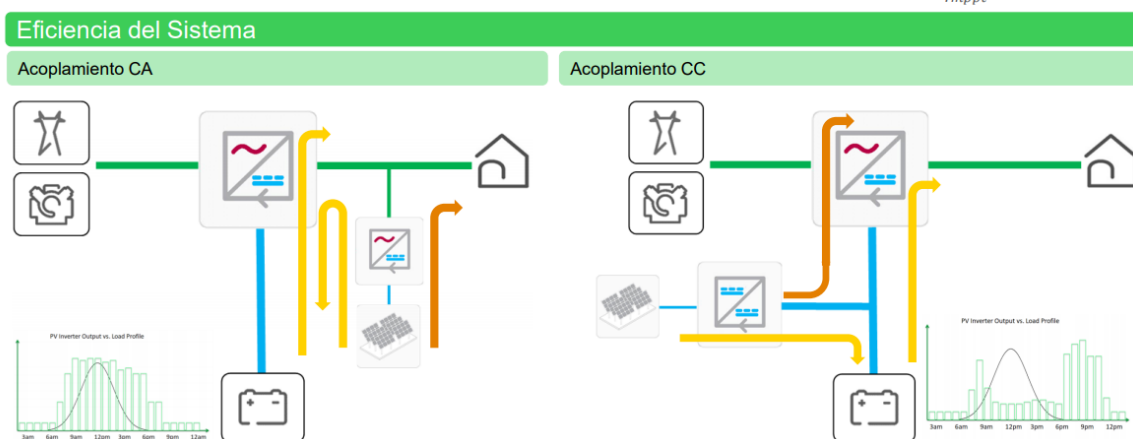 Eficiencia del Sistema
Acoplamiento CA
Acoplamiento CC
PV Inverter Output vs. Load Profile
3am 6am 9am 12pm 3pm 6pm 9pm 12am
PV Inverter Output vs. Load Profile
3am 6am 9am 12pm 3pm 6pm 9pm 12pm